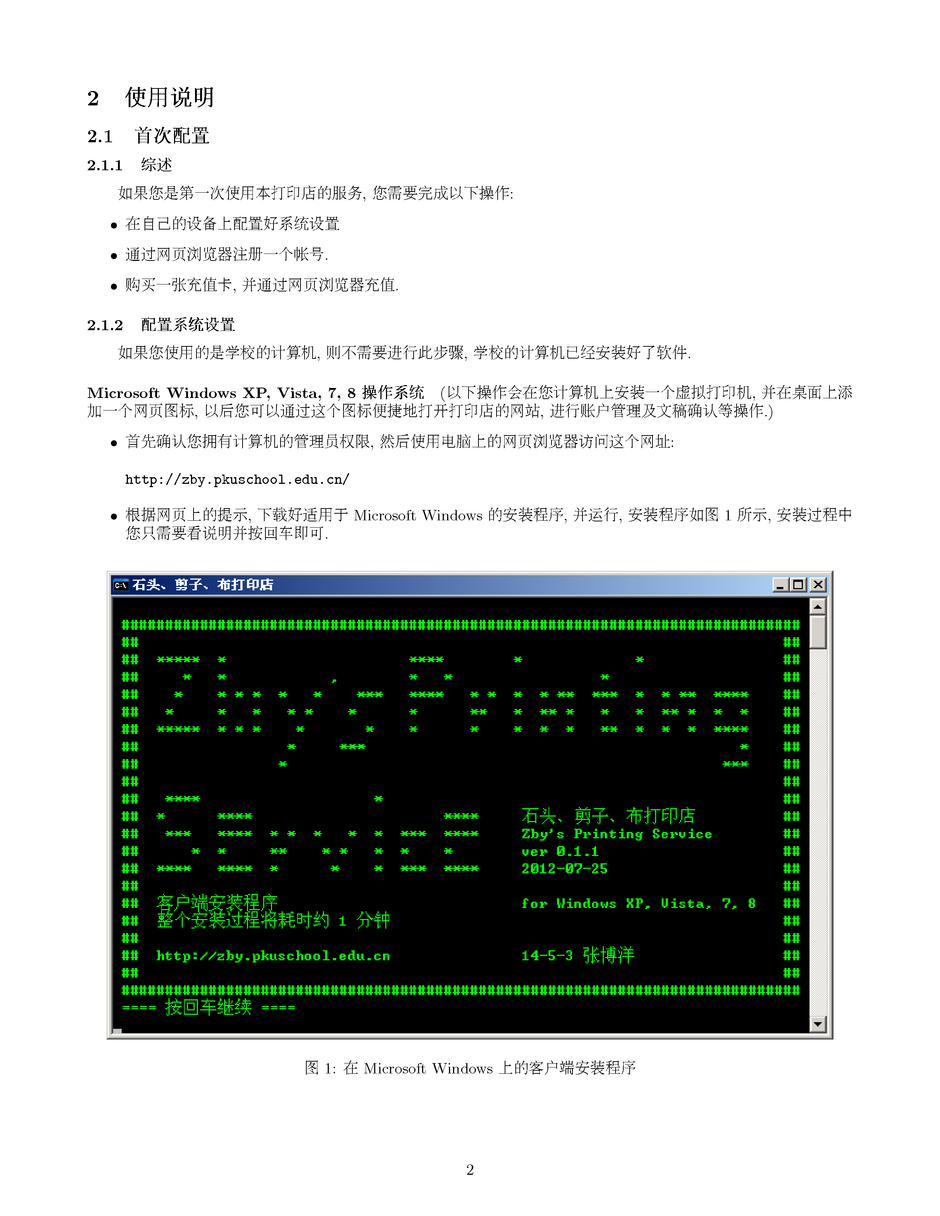 2 使用说明
2.1 首次配置
2.1.1 综述
如果您是第一次使用本打印店的服务, 您需要完成以下操作:
• 在自己的设备上配置好系统设置
• 通过网页浏览器注册一个帐号.
• 购买一张充值卡, 并通过网页浏览器充值.
2.1.2 配置系统设置
如果您使用的是学校的计算机, 则不需要进行此步骤, 学校的计算机已经安装好了软件.
Microsoft Windows XP, Vista, 7, 8 操作系统 (以下操作会在您计算机上安装一个虚拟打印机, 并在桌面上添
加一个网页图标, 以后您可以通过这个图标便捷地打开打印店的网站, 进行账户管理及文稿确认等操作.)
• 首先确认您拥有计算机的管理员权限, 然后使用电脑上的网页浏览器访问这个网址:
http://zby.pkuschool.edu.cn/
• 根据网页上的提示, 下载好适用于 Microsoft Windows 的安装程序, 并运行, 安装程序如图 1 所示, 安装过程中
您只需要看说明并按回车即可.
石头、剪子、布打印店
Zby's Printing
Service
石头、剪子、布打印店
Zby's Printing Service
ver 0.1.1
2012-07-25
客户端安装程序 for Windows XP, Vista, 7, 8
整个安装过程将耗时约 1 分钟
http://zby.pkuschool.edu.cn 14-5-3 张博洋
==== 按回车继续 ====
图 1: 在 Microsoft Windows 上的客户端安装程序
2